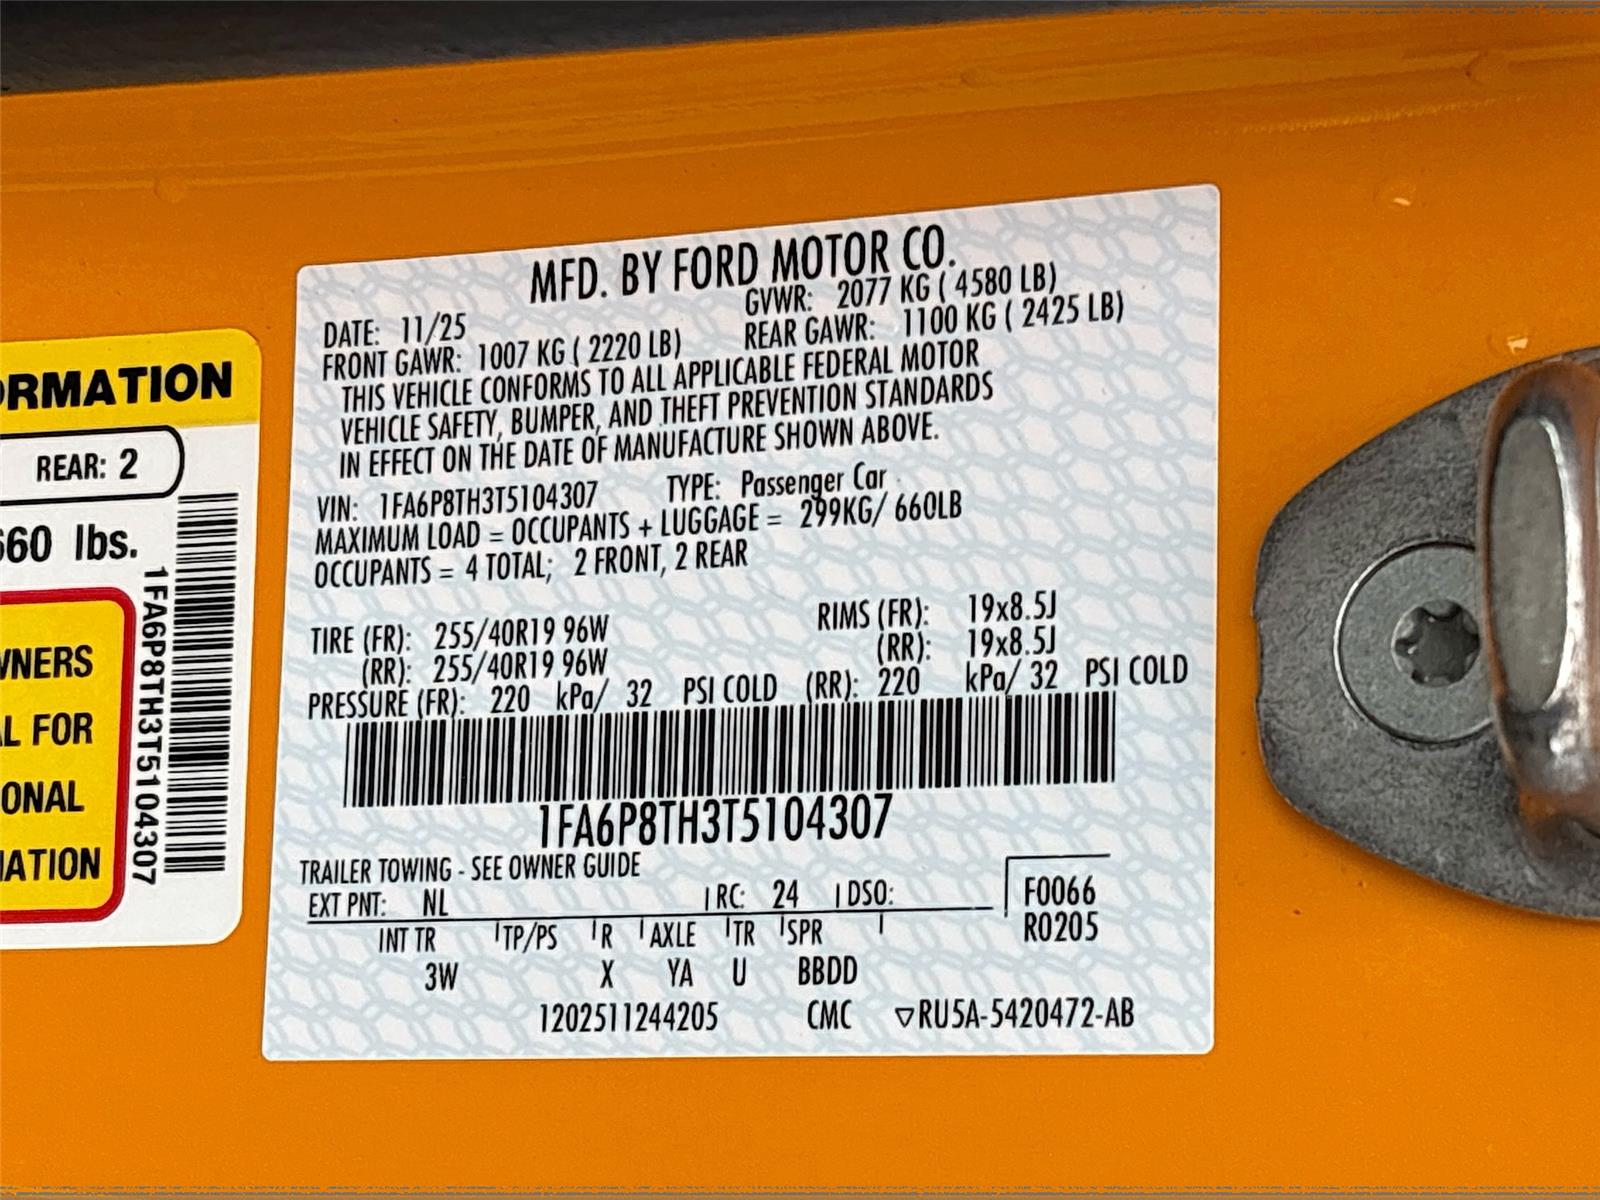 MFD. BY FORD MOTOR CO.
DATE: 11/25 GVWR: 2077 KG ( 4580 LB)
FRONT GAWR: 1007 KG ( 2220 LB) REAR GAWR: 1100 KG ( 2425 LB)
THIS VEHICLE CONFORMS TO ALL APPLICABLE FEDERAL MOTOR
VEHICLE SAFETY, BUMPER, AND THEFT PREVENTION STANDARDS
IN EFFECT ON THE DATE OF MANUFACTURE SHOWN ABOVE.
VIN: 1FA6P8TH3T5104307 TYPE: Passenger Car
MAXIMUM LOAD = OCCUPANTS + LUGGAGE = 299KG/ 660LB
OCCUPANTS = 4 TOTAL; 2 FRONT, 2 REAR
TIRE (FR): 255/40R19 96W RIMS (FR): 19x8.5J
(RR): 255/40R19 96W (RR): 19x8.5J
PRESSURE (FR): 220 kPa/ 32 PSI COLD (RR): 220 kPa/ 32 PSI COLD
1FA6P8TH3T5104307
TRAILER TOWING - SEE OWNER GUIDE
EXT PNT: NL RC: 24 DSO: F0066
R0205
INT TR TP/PS R AXLE TR SPR
3W X YA U BBDD
1202511244205 CMC ▽RU5A-5420472-AB
REAR: 2
lbs.
1FA6P8TH3T5104307
FOR